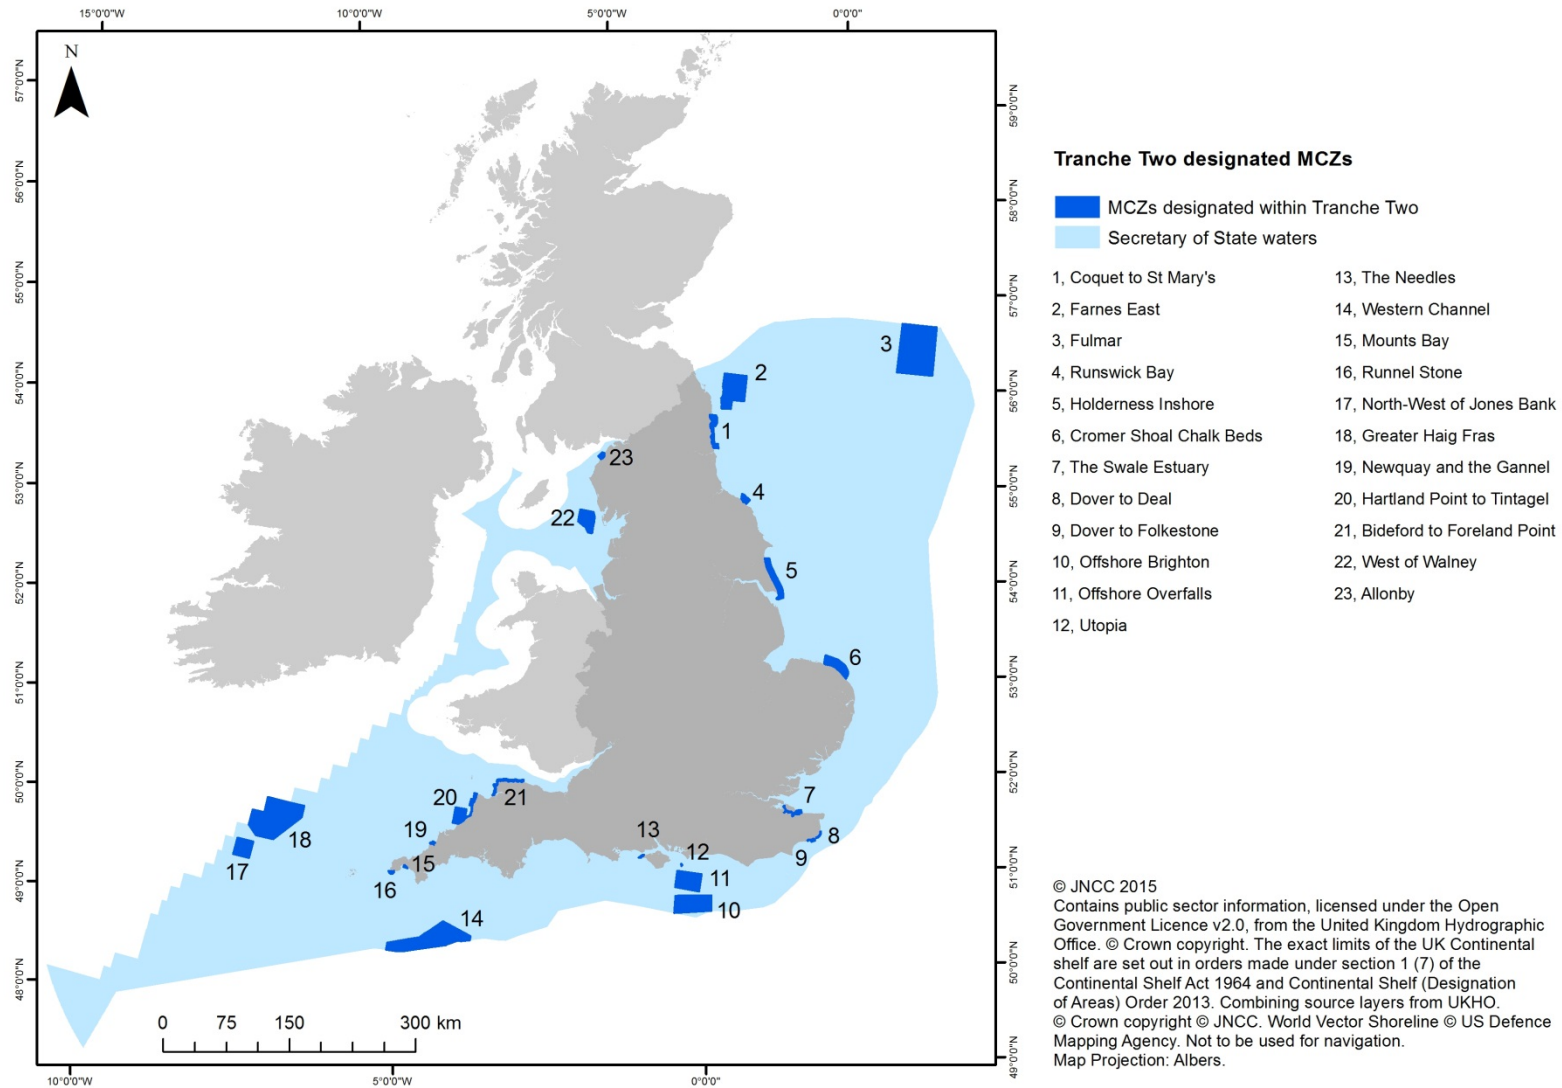 15°0'0"W
10°0'0"W
5°0'0"W
0°0'0"
N
57°0'0"N
56°0'0"N
55°0'0"N
54°0'0"N
53°0'0"N
52°0'0"N
51°0'0"N
50°0'0"N
49°0'0"N
48°0'0"N
59°0'0"N
58°0'0"N
57°0'0"N
56°0'0"N
55°0'0"N
54°0'0"N
53°0'0"N
52°0'0"N
51°0'0"N
50°0'0"N
49°0'0"N
3
2
1
23
4
22
5
6
7
20
21
8
19
13
18
12
9
17
15
11
16
10
14
0 75 150 300 km
10°0'0"W
5°0'0"W
0°0'0"
Tranche Two designated MCZs
MCZs designated within Tranche Two
Secretary of State waters
1, Coquet to St Mary's
2, Farnes East
3, Fulmar
4, Runswick Bay
5, Holderness Inshore
6, Cromer Shoal Chalk Beds
7, The Swale Estuary
8, Dover to Deal
9, Dover to Folkestone
10, Offshore Brighton
11, Offshore Overfalls
12, Utopia
13, The Needles
14, Western Channel
15, Mounts Bay
16, Runnel Stone
17, North-West of Jones Bank
18, Greater Haig Fras
19, Newquay and the Gannel
20, Hartland Point to Tintagel
21, Bideford to Foreland Point
22, West of Walney
23, Allonby
© JNCC 2015
Contains public sector information, licensed under the Open
Government Licence v2.0, from the United Kingdom Hydrographic
Office. © Crown copyright. The exact limits of the UK Continental
shelf are set out in orders made under section 1 (7) of the
Continental Shelf Act 1964 and Continental Shelf (Designation
of Areas) Order 2013. Combining source layers from UKHO.
© Crown copyright © JNCC. World Vector Shoreline © US Defence
Mapping Agency. Not to be used for navigation.
Map Projection: Albers.